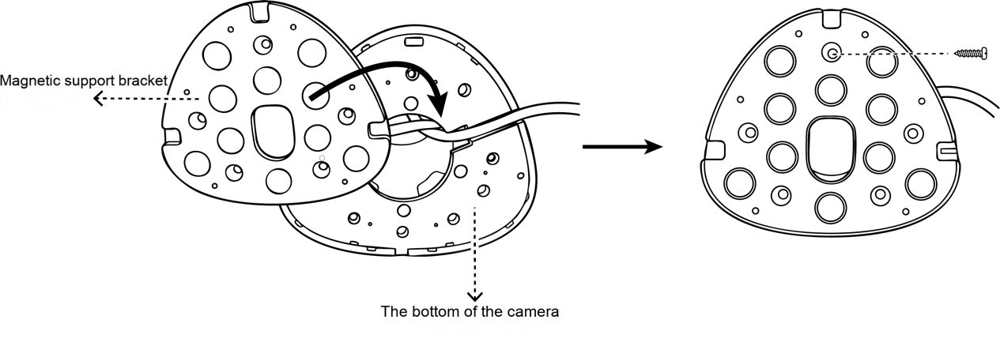 Magnetic support bracket
The bottom of the camera